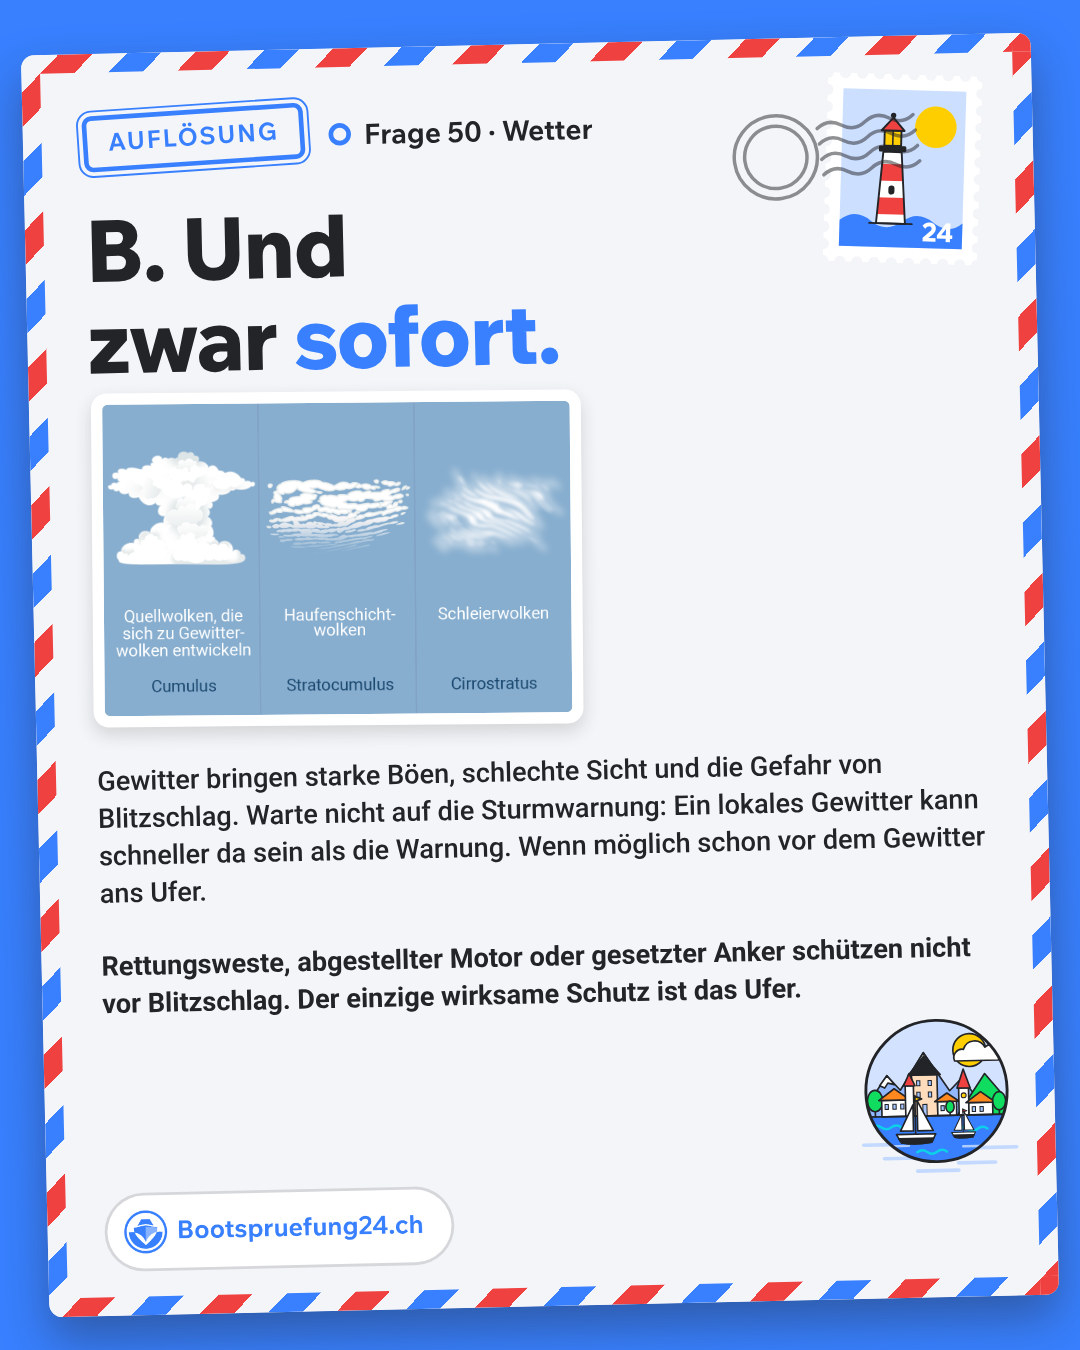 AUFLÖSUNG
Frage 50 · Wetter
24
B. Und
zwar sofort.
Quellwolken, die
sich zu Gewitter-
wolken entwickeln
Cumulus
Haufenschicht-
wolken
Stratocumulus
Schleierwolken
Cirrostratus
Gewitter bringen starke Böen, schlechte Sicht und die Gefahr von
Blitzschlag. Warte nicht auf die Sturmwarnung: Ein lokales Gewitter kann
schneller da sein als die Warnung. Wenn möglich schon vor dem Gewitter
ans Ufer.
Rettungsweste, abgestellter Motor oder gesetzter Anker schützen nicht
vor Blitzschlag. Der einzige wirksame Schutz ist das Ufer.
Bootspruefung24.ch